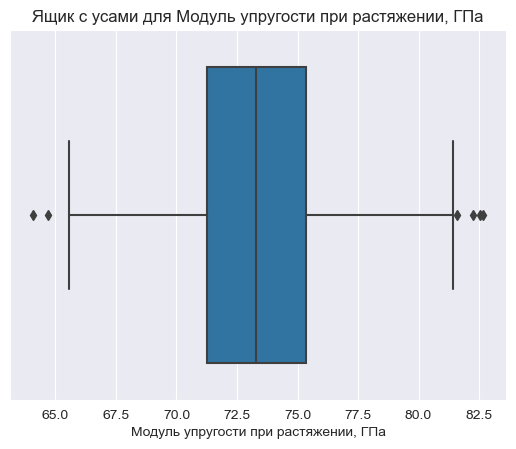 Ящик с усами для Модуль упругости при растяжении, ГПа
65.0 67.5 70.0 72.5 75.0 77.5 80.0 82.5
Модуль упругости при растяжении, ГПа